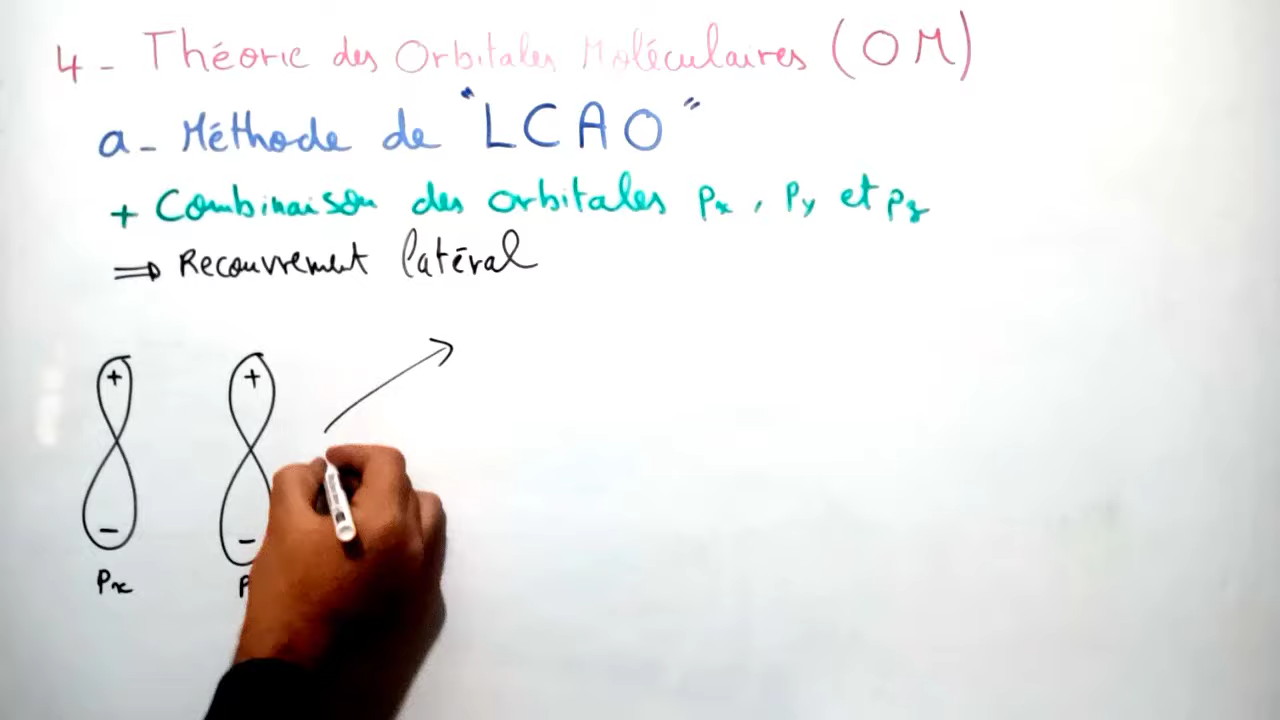 4 - Théorie des Orbitales Moléculaires (OM)
a - Méthode de "LCAO"
+ Combinaison des orbitales px, py et pz
⇒ Recouvrement latéral
+ +
- -
Px P